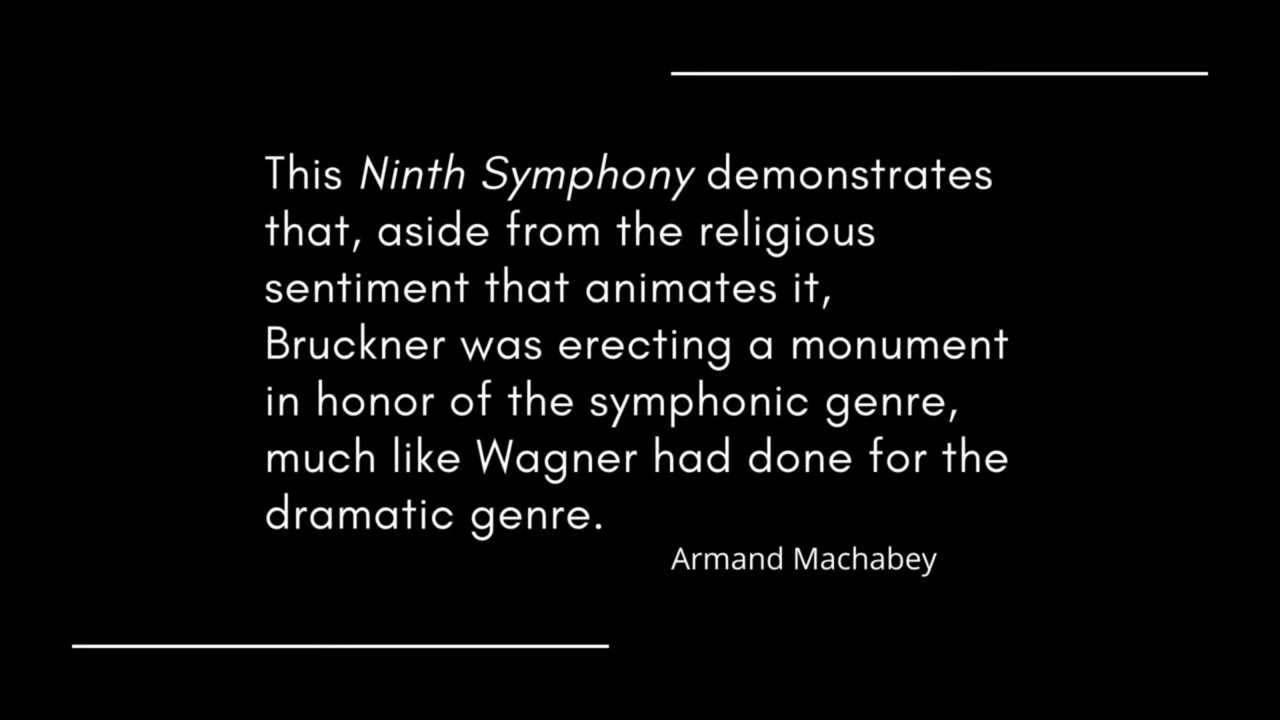 This Ninth Symphony demonstrates
that, aside from the religious
sentiment that animates it,
Bruckner was erecting a monument
in honor of the symphonic genre,
much like Wagner had done for the
dramatic genre.
Armand Machabey